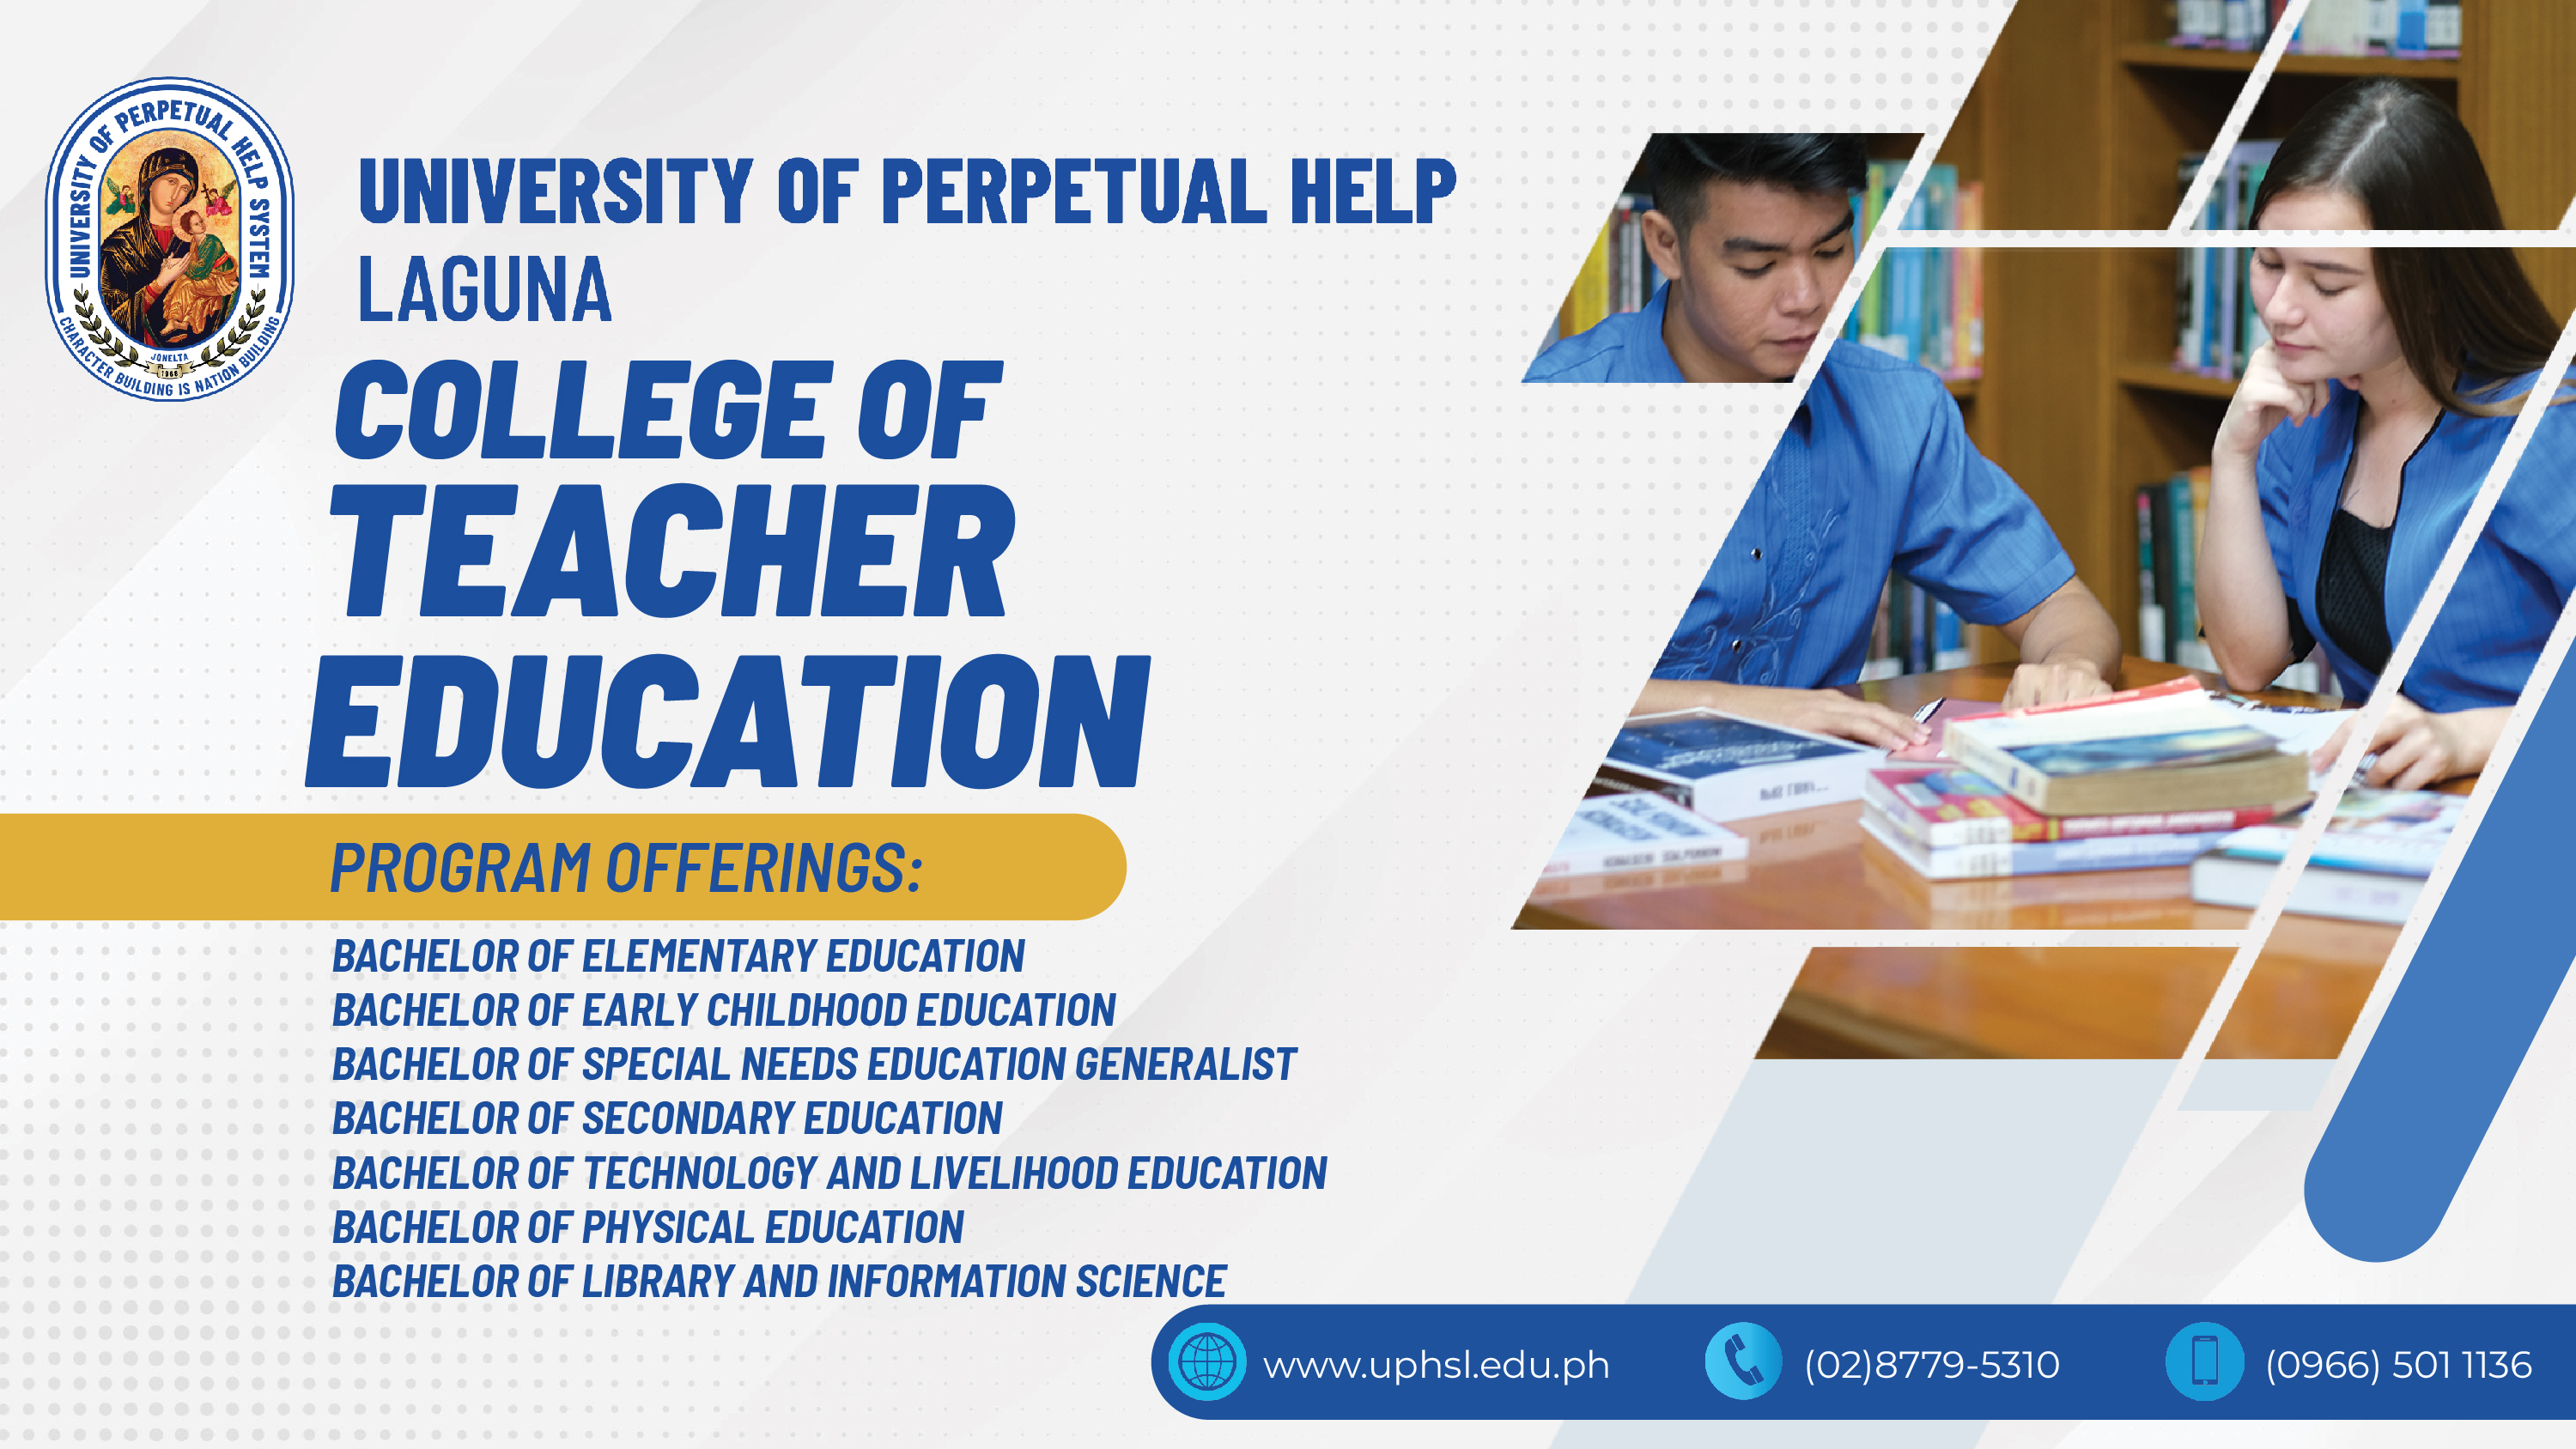 UNIVERSITY OF PERPETUAL HELP SYSTEM
JONELTA
1968
CHARACTER BUILDING IS NATION BUILDING
UNIVERSITY OF PERPETUAL HELP
LAGUNA
COLLEGE OF
TEACHER
EDUCATION
PROGRAM OFFERINGS:
BACHELOR OF ELEMENTARY EDUCATION
BACHELOR OF EARLY CHILDHOOD EDUCATION
BACHELOR OF SPECIAL NEEDS EDUCATION GENERALIST
BACHELOR OF SECONDARY EDUCATION
BACHELOR OF TECHNOLOGY AND LIVELIHOOD EDUCATION
BACHELOR OF PHYSICAL EDUCATION
BACHELOR OF LIBRARY AND INFORMATION SCIENCE
www.uphsl.edu.ph
(02)8779-5310
(0966) 501 1136